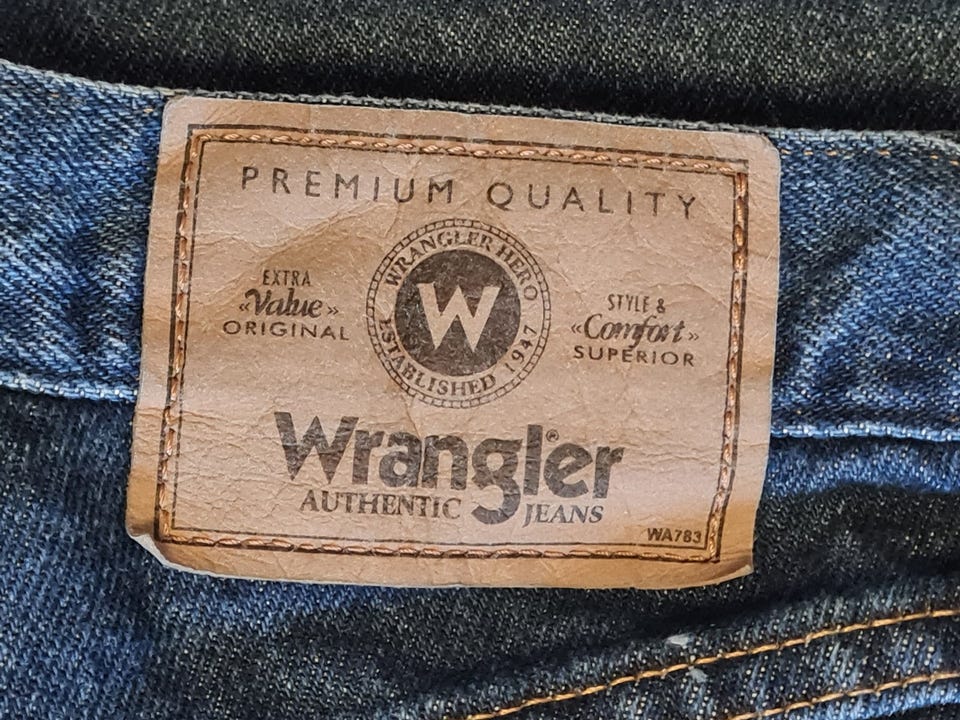 PREMIUM QUALITY
EXTRA
«Value»
ORIGINAL
WRANGLER HERO
W
ESTABLISHED 1947
STYLE &
«Comfort»
SUPERIOR
Wrangler®
AUTHENTIC JEANS
WA783